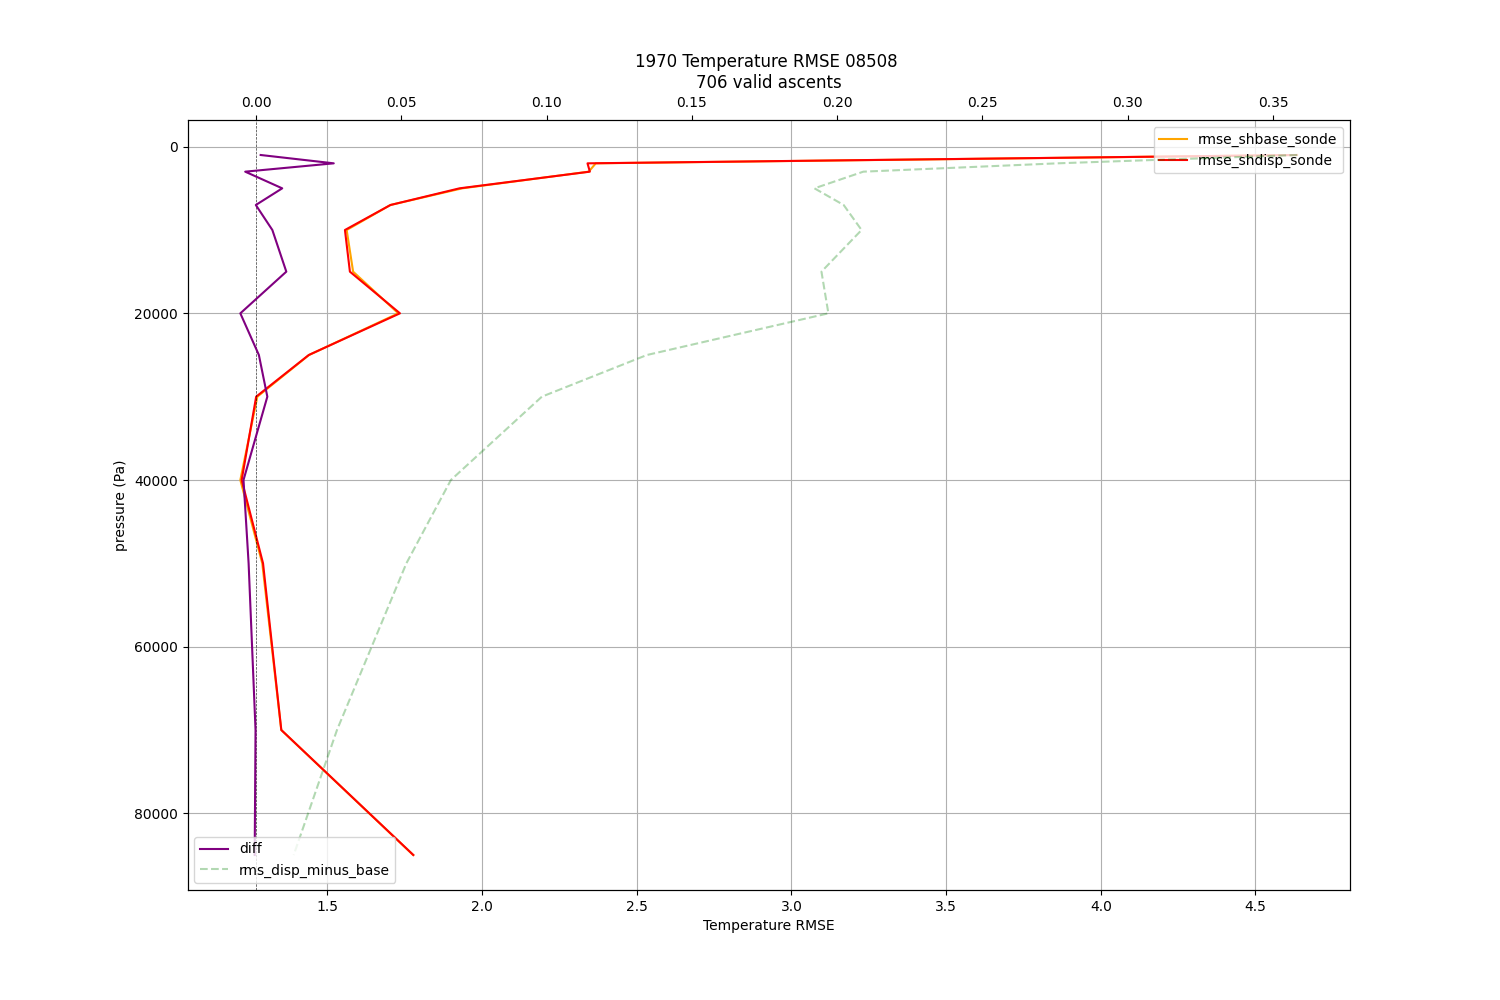 1970 Temperature RMSE 08508
706 valid ascents
0.00 0.05 0.10 0.15 0.20 0.25 0.30 0.35
rmse_shbase_sonde
rmse_shdisp_sonde
0
20000
40000
60000
80000
pressure (Pa)
diff
rms_disp_minus_base
1.5 2.0 2.5 3.0 3.5 4.0 4.5
Temperature RMSE